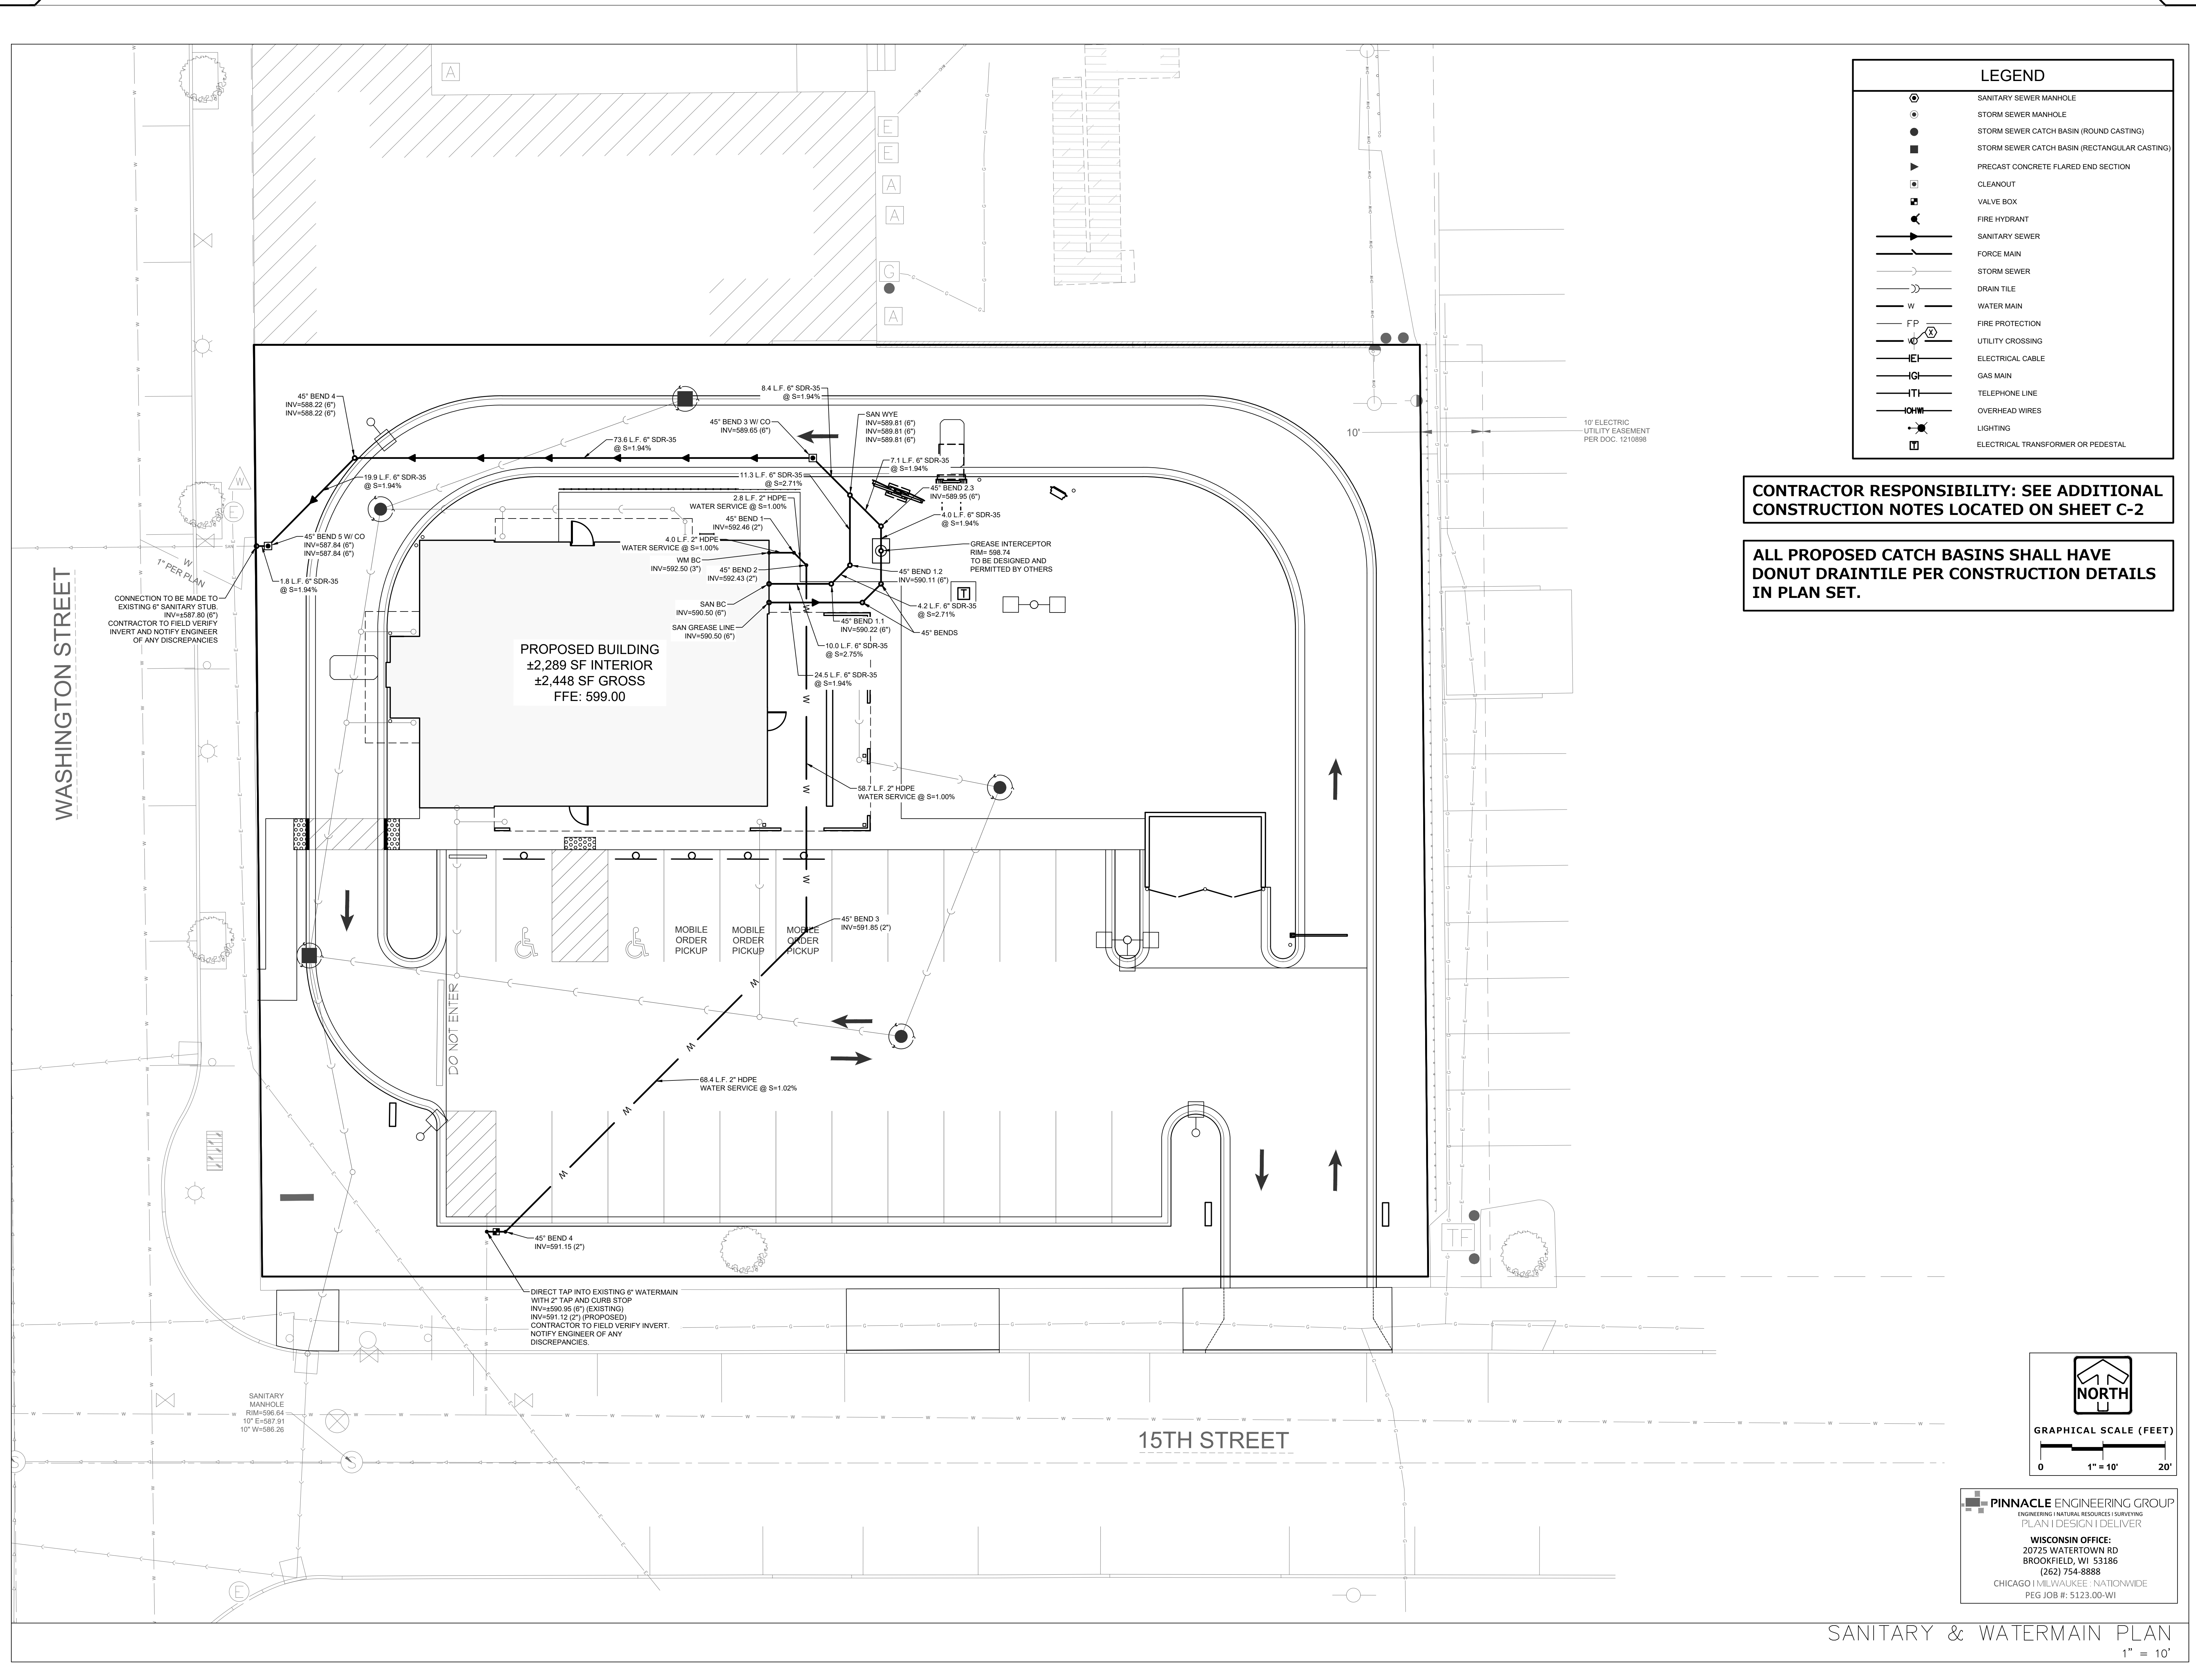 LEGEND
SANITARY SEWER MANHOLE
STORM SEWER MANHOLE
STORM SEWER CATCH BASIN (ROUND CASTING)
STORM SEWER CATCH BASIN (RECTANGULAR CASTING)
PRECAST CONCRETE FLARED END SECTION
CLEANOUT
VALVE BOX
FIRE HYDRANT
SANITARY SEWER
FORCE MAIN
STORM SEWER
DRAIN TILE
W WATER MAIN
FP FIRE PROTECTION
UTILITY CROSSING
E ELECTRICAL CABLE
G GAS MAIN
T TELEPHONE LINE
OHW OVERHEAD WIRES
LIGHTING
T ELECTRICAL TRANSFORMER OR PEDESTAL
CONTRACTOR RESPONSIBILITY: SEE ADDITIONAL
CONSTRUCTION NOTES LOCATED ON SHEET C-2
ALL PROPOSED CATCH BASINS SHALL HAVE
DONUT DRAINTILE PER CONSTRUCTION DETAILS
IN PLAN SET.
A
E
E
A
A
G
A
45° BEND 4
INV=588.22 (6")
INV=588.22 (6")
73.6 L.F. 6" SDR-35
@ S=1.94%
8.4 L.F. 6" SDR-35
@ S=1.94%
45° BEND 3 W/ CO
INV=589.65 (6")
SAN WYE
INV=589.81 (6")
INV=589.81 (6")
INV=589.81 (6")
7.1 L.F. 6" SDR-35
@ S=1.94%
11.3 L.F. 6" SDR-35
@ S=2.71%
45° BEND 2.3
INV=589.95 (6")
4.0 L.F. 6" SDR-35
@ S=1.94%
2.8 L.F. 2" HDPE
WATER SERVICE @ S=1.00%
45° BEND 1
INV=592.46 (2")
4.0 L.F. 2" HDPE
WATER SERVICE @ S=1.00%
WM BC
INV=592.50 (3")
45° BEND 2
INV=592.43 (2")
GREASE INTERCEPTOR
RIM= 598.74
TO BE DESIGNED AND
PERMITTED BY OTHERS
45° BEND 1.2
INV=590.11 (6")
4.2 L.F. 6" SDR-35
@ S=2.71%
45° BENDS
SAN BC
INV=590.50 (6")
SAN GREASE LINE
INV=590.50 (6")
45° BEND 1.1
INV=590.22 (6")
10.0 L.F. 6" SDR-35
@ S=2.75%
24.5 L.F. 6" SDR-35
@ S=1.94%
T
10'
10' ELECTRIC
UTILITY EASEMENT
PER DOC. 1210898
19.9 L.F. 6" SDR-35
@ S=1.94%
45° BEND 5 W/ CO
INV=587.84 (6")
INV=587.84 (6")
1.8 L.F. 6" SDR-35
@ S=1.94%
W
E
W
1" PER PLAN
CONNECTION TO BE MADE TO
EXISTING 6" SANITARY STUB.
INV=±587.80 (6")
CONTRACTOR TO FIELD VERIFY
INVERT AND NOTIFY ENGINEER
OF ANY DISCREPANCIES
WASHINGTON STREET
PROPOSED BUILDING
±2,289 SF INTERIOR
±2,448 SF GROSS
FFE: 599.00
58.7 L.F. 2" HDPE
WATER SERVICE @ S=1.00%
45° BEND 3
INV=591.85 (2")
MOBILE
ORDER
PICKUP
MOBILE
ORDER
PICKUP
MOBILE
ORDER
PICKUP
DO NOT ENTER
68.4 L.F. 2" HDPE
WATER SERVICE @ S=1.02%
45° BEND 4
INV=591.15 (2")
DIRECT TAP INTO EXISTING 6" WATERMAIN
WITH 2" TAP AND CURB STOP
INV=±590.95 (6") (EXISTING)
INV=591.12 (2") (PROPOSED)
CONTRACTOR TO FIELD VERIFY INVERT.
NOTIFY ENGINEER OF ANY
DISCREPANCIES.
TF
SANITARY
MANHOLE
RIM=596.64
10" E=587.91
10" W=586.26
S
S
15TH STREET
E
NORTH
GRAPHICAL SCALE (FEET)
0 1" = 10' 20'
PINNACLE ENGINEERING GROUP
ENGINEERING I NATURAL RESOURCES I SURVEYING
PLAN I DESIGN I DELIVER
WISCONSIN OFFICE:
20725 WATERTOWN RD
BROOKFIELD, WI 53186
(262) 754-8888
CHICAGO I MILWAUKEE : NATIONWIDE
PEG JOB #: 5123.00-WI
SANITARY & WATERMAIN PLAN
1" = 10'